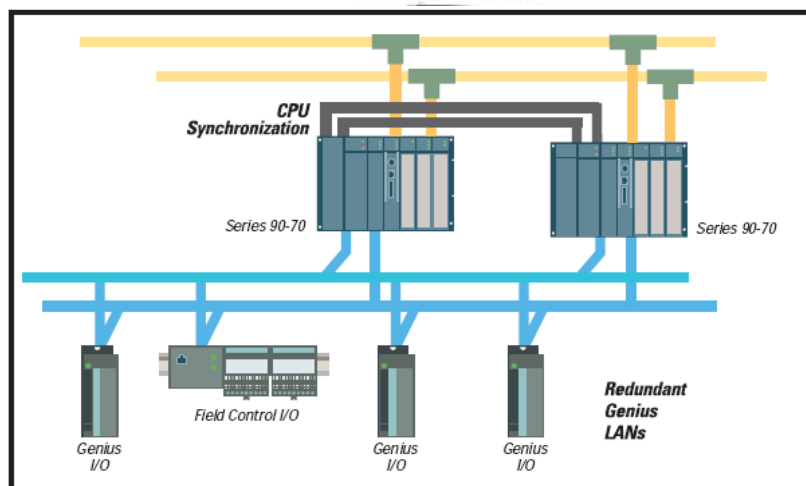 CPU
Synchronization
Series 90-70
Series 90-70
Field Control I/O
Genius
I/O
Genius
I/O
Genius
I/O
Redundant
Genius
LANs